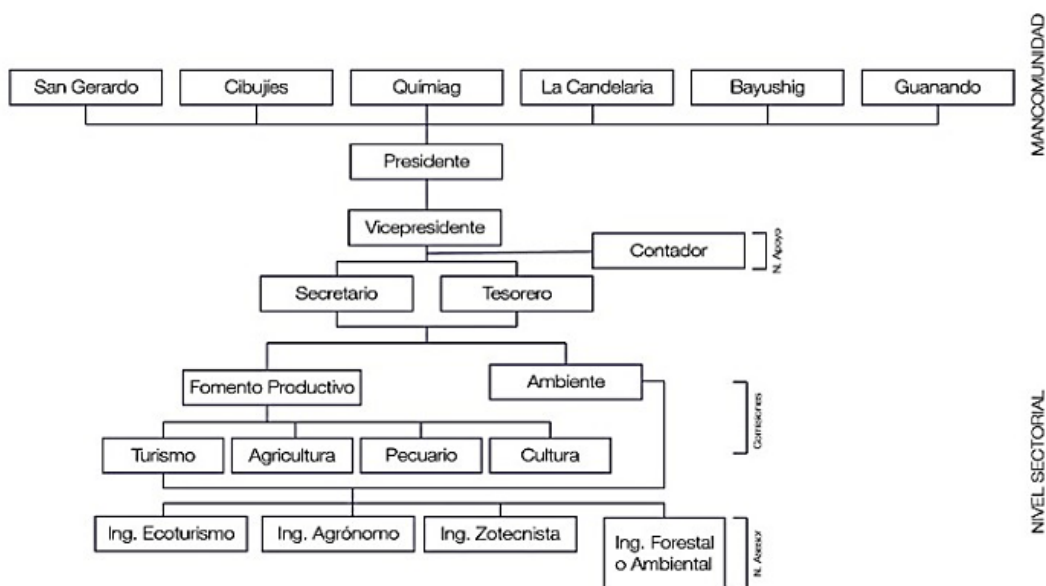 MANCOMUNIDAD
San Gerardo
Cibujíes
Químiag
La Candelaria
Bayushig
Guanando
Presidente
Vicepresidente
Contador
N. Apoyo
Secretario
Tesorero
Fomento Productivo
Ambiente
Comisiones
NIVEL SECTORIAL
Turismo
Agricultura
Pecuario
Cultura
Ing. Ecoturismo
Ing. Agrónomo
Ing. Zotecnista
Ing. Forestal
o Ambiental
N. Asesor